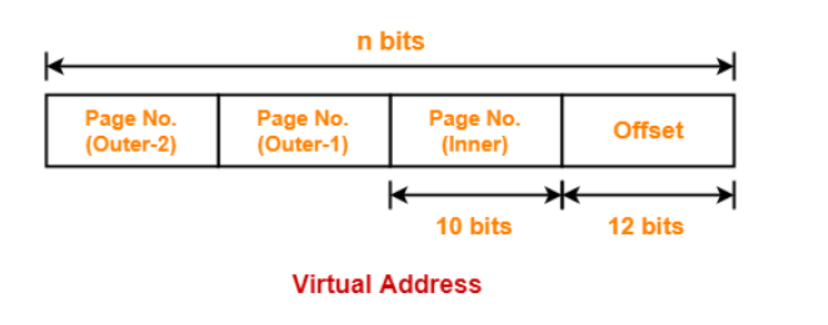 n bits
Page No.
(Outer-2)
Page No.
(Outer-1)
Page No.
(Inner)
Offset
10 bits
12 bits
Virtual Address